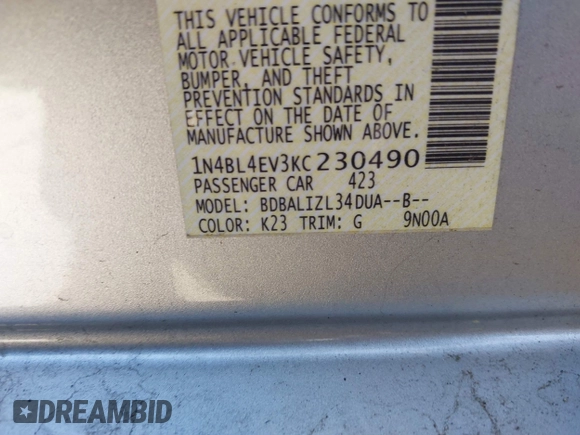 THIS VEHICLE CONFORMS TO
ALL APPLICABLE FEDERAL
MOTOR VEHICLE SAFETY,
BUMPER, AND THEFT
PREVENTION STANDARDS IN
EFFECT ON THE DATE OF
MANUFACTURE SHOWN ABOVE.
1N4BL4EV3KC230490
PASSENGER CAR 423
MODEL: BDBALIZL34DUA--B--
COLOR: K23 TRIM: G 9N00A
DREAMBID